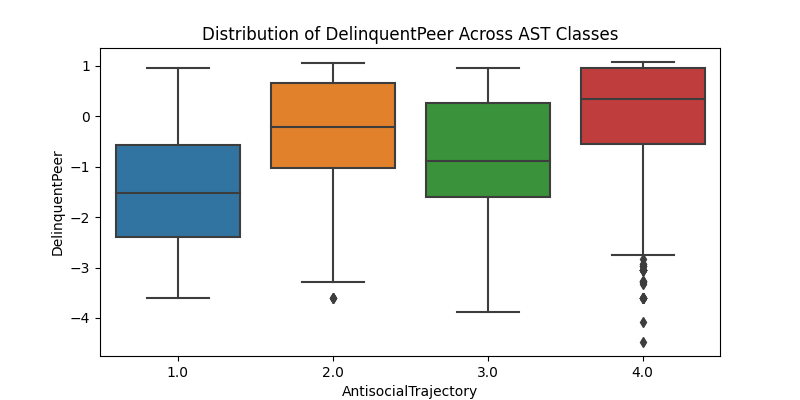 Distribution of DelinquentPeer Across AST Classes
DelinquentPeer
1
0
−1
−2
−3
−4
1.0 2.0 3.0 4.0
AntisocialTrajectory